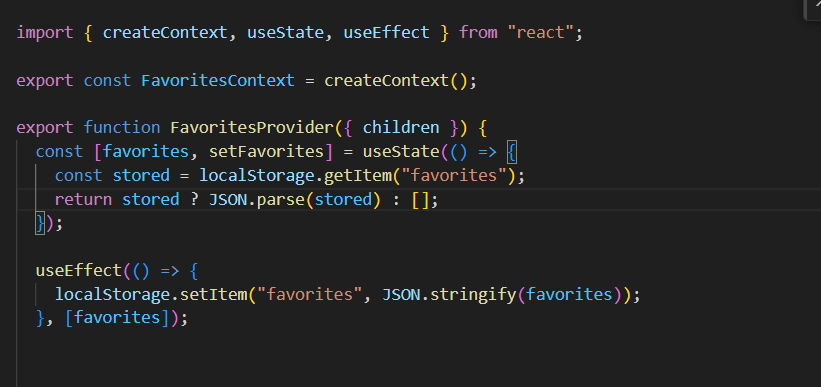 import { createContext, useState, useEffect } from "react";
export const FavoritesContext = createContext();
export function FavoritesProvider({ children }) {
const [favorites, setFavorites] = useState(() => {
const stored = localStorage.getItem("favorites");
return stored ? JSON.parse(stored) : [];
});
useEffect(() => {
localStorage.setItem("favorites", JSON.stringify(favorites));
}, [favorites]);